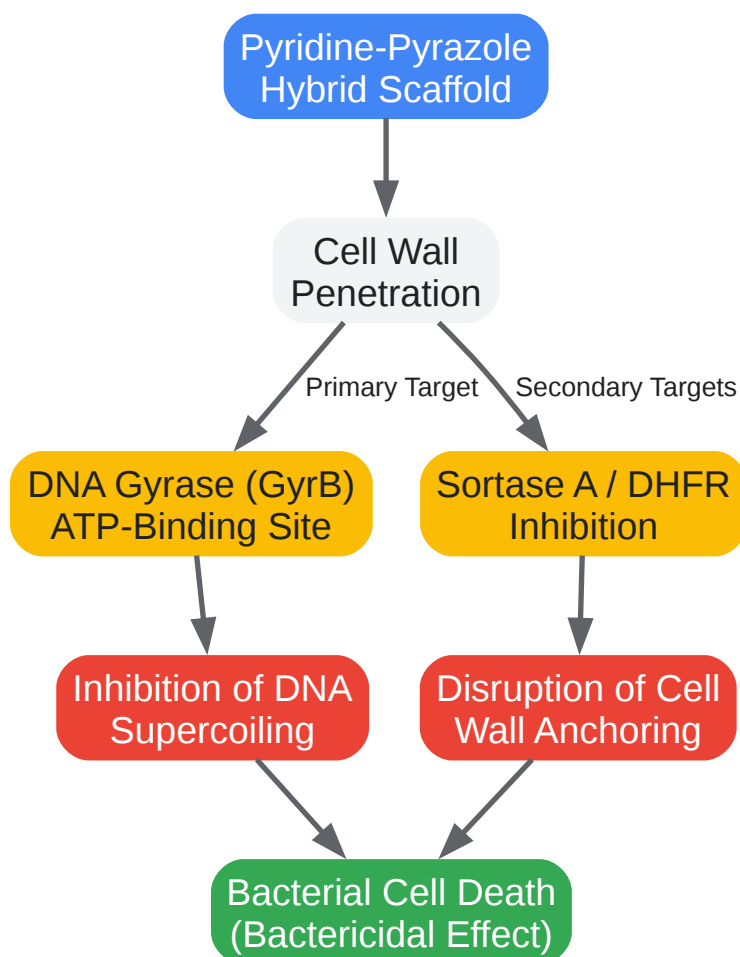 Pyridine-Pyrazole
Hybrid Scaffold
Cell Wall
Penetration
Primary Target
Secondary Targets
DNA Gyrase (GyrB)
ATP-Binding Site
Sortase A / DHFR
Inhibition
Inhibition of DNA
Supercoiling
Disruption of Cell
Wall Anchoring
Bacterial Cell Death
(Bactericidal Effect)